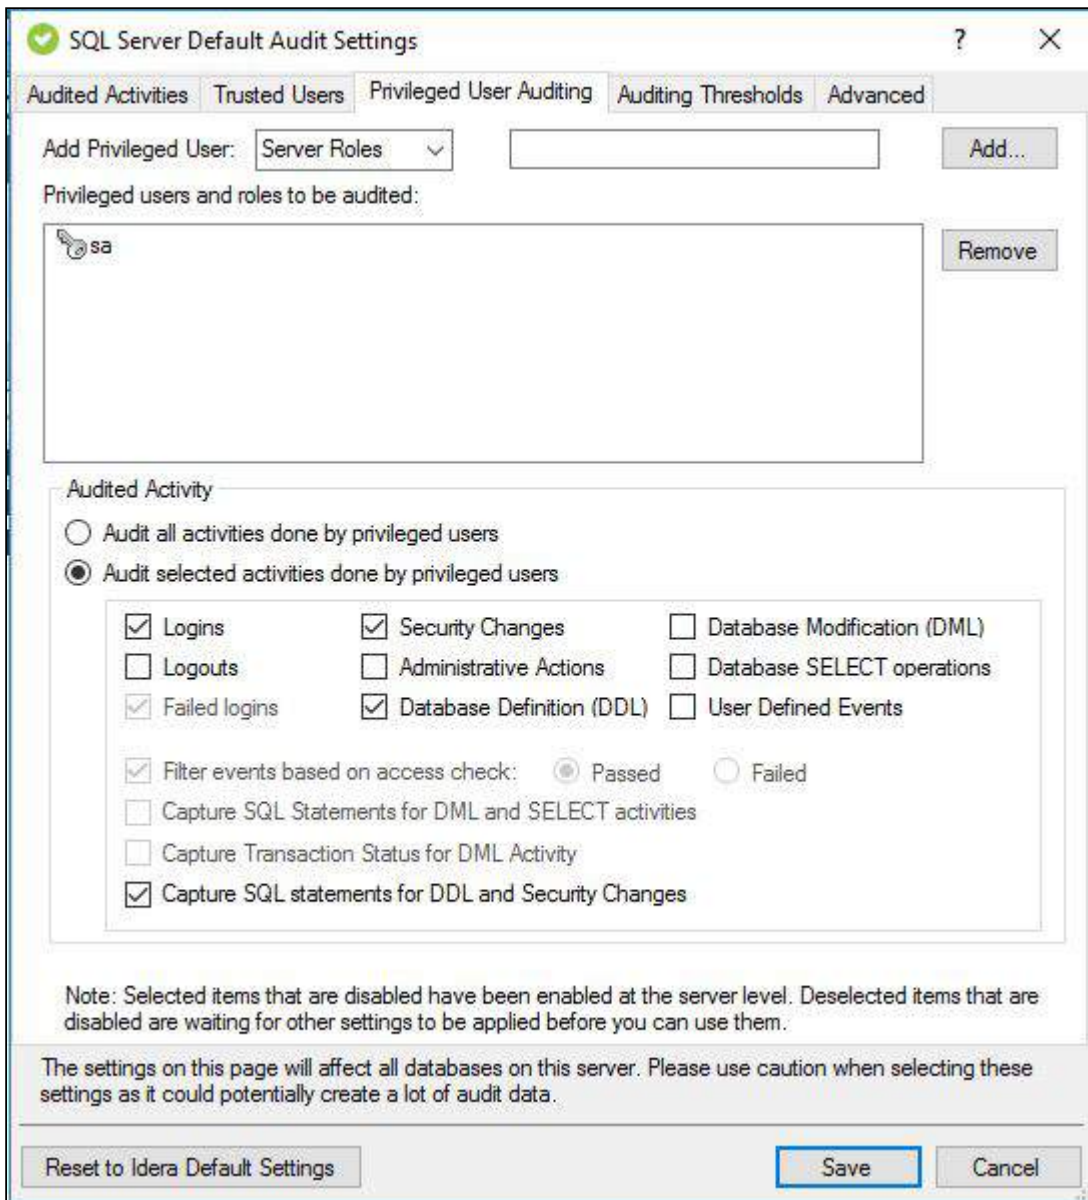 SQL Server Default Audit Settings ?
Audited Activities Trusted Users Privileged User Auditing Auditing Thresholds Advanced
Add Privileged User: Server Roles Add...
Privileged users and roles to be audited:
sa
Remove
Audited Activity
Audit all activities done by privileged users
Audit selected activities done by privileged users
Logins Security Changes Database Modification (DML)
Logouts Administrative Actions Database SELECT operations
Failed logins Database Definition (DDL) User Defined Events
Filter events based on access check: Passed Failed
Capture SQL Statements for DML and SELECT activities
Capture Transaction Status for DML Activity
Capture SQL statements for DDL and Security Changes
Note: Selected items that are disabled have been enabled at the server level. Deselected items that are
disabled are waiting for other settings to be applied before you can use them.
The settings on this page will affect all databases on this server. Please use caution when selecting these
settings as it could potentially create a lot of audit data.
Reset to Idera Default Settings Save Cancel